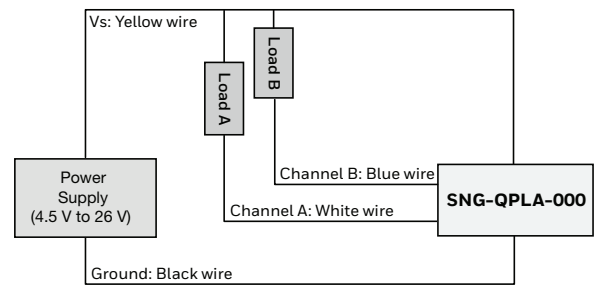 Vs: Yellow wire
Load B
Load A
Power
Supply
(4.5 V to 26 V)
Channel B: Blue wire
SNG-QPLA-000
Channel A: White wire
Ground: Black wire